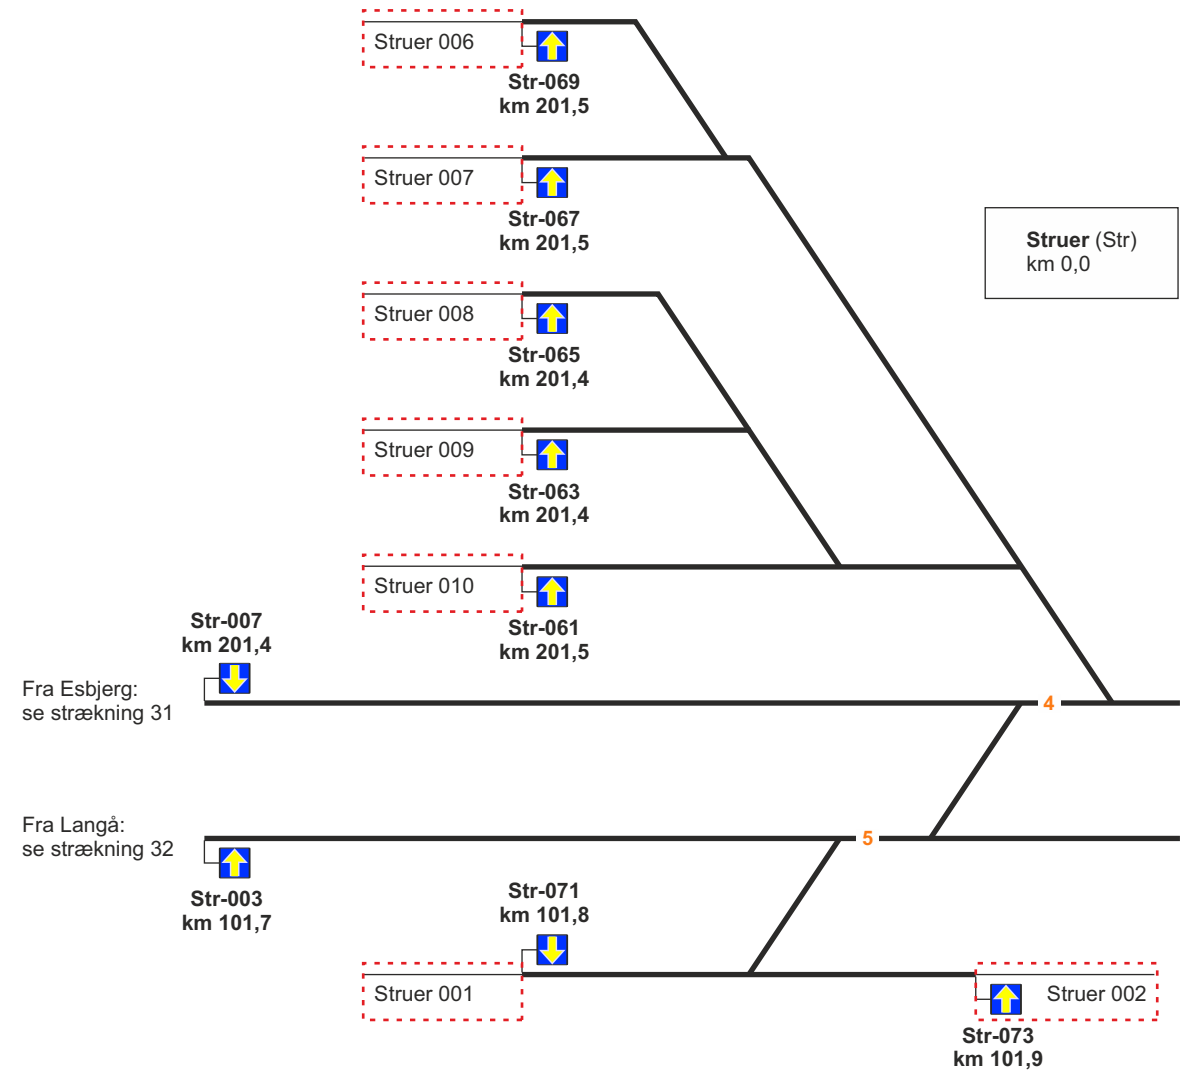 Struer 006
Str-069
km 201,5
Struer 007
Str-067
km 201,5
Struer (Str)
km 0,0
Struer 008
Str-065
km 201,4
Struer 009
Str-063
km 201,4
Struer 010
Str-061
km 201,5
Str-007
km 201,4
Fra Esbjerg:
se strækning 31
4
Fra Langå:
se strækning 32
5
Str-003
km 101,7
Str-071
km 101,8
Struer 001
Struer 002
Str-073
km 101,9